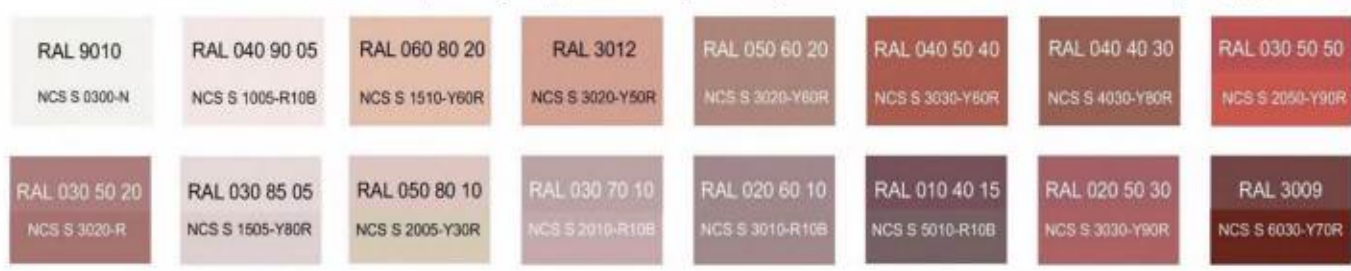 RAL 9010
NCS S 0300-N
RAL 040 90 05
NCS S 1005-R10B
RAL 060 80 20
NCS S 1510-Y60R
RAL 3012
NCS S 3020-Y50R
RAL 050 60 20
NCS S 3020-Y60R
RAL 040 50 40
NCS S 3030-Y60R
RAL 040 40 30
NCS S 4030-Y80R
RAL 030 50 50
NCS S 2050-Y90R
RAL 030 50 20
NCS S 3020-R
RAL 030 85 05
NCS S 1505-Y80R
RAL 050 80 10
NCS S 2005-Y30R
RAL 030 70 10
NCS S 2010-R10B
RAL 020 60 10
NCS S 3010-R10B
RAL 010 40 15
NCS S 5010-R10B
RAL 020 50 30
NCS S 3030-Y90R
RAL 3009
NCS S 6030-Y70R